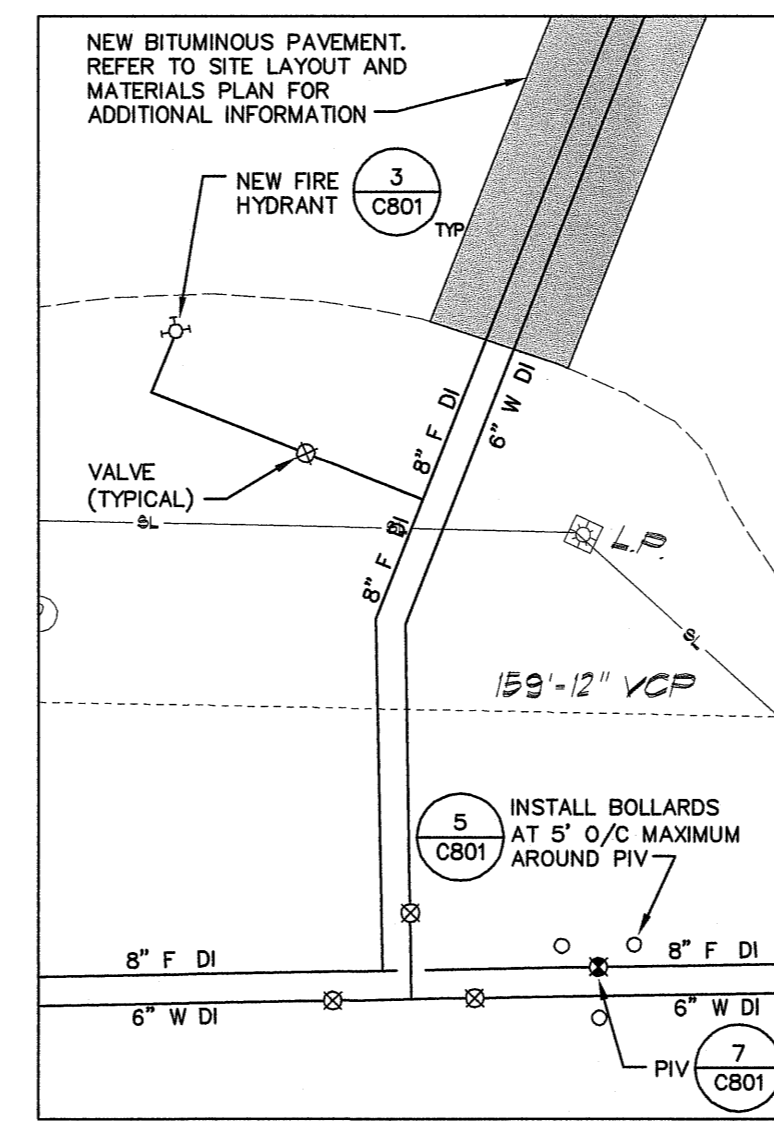 NEW BITUMINOUS PAVEMENT.
REFER TO SITE LAYOUT AND
MATERIALS PLAN FOR
ADDITIONAL INFORMATION
NEW FIRE
HYDRANT
3
C801
TYP
8" F DI
6" W DI
VALVE
(TYPICAL)
SL
8" F DI
L.P.
SL
159'-12" VCP
5
C801
INSTALL BOLLARDS
AT 5' O/C MAXIMUM
AROUND PIV
8" F DI
8" F DI
6" W DI
6" W DI
PIV
7
C801